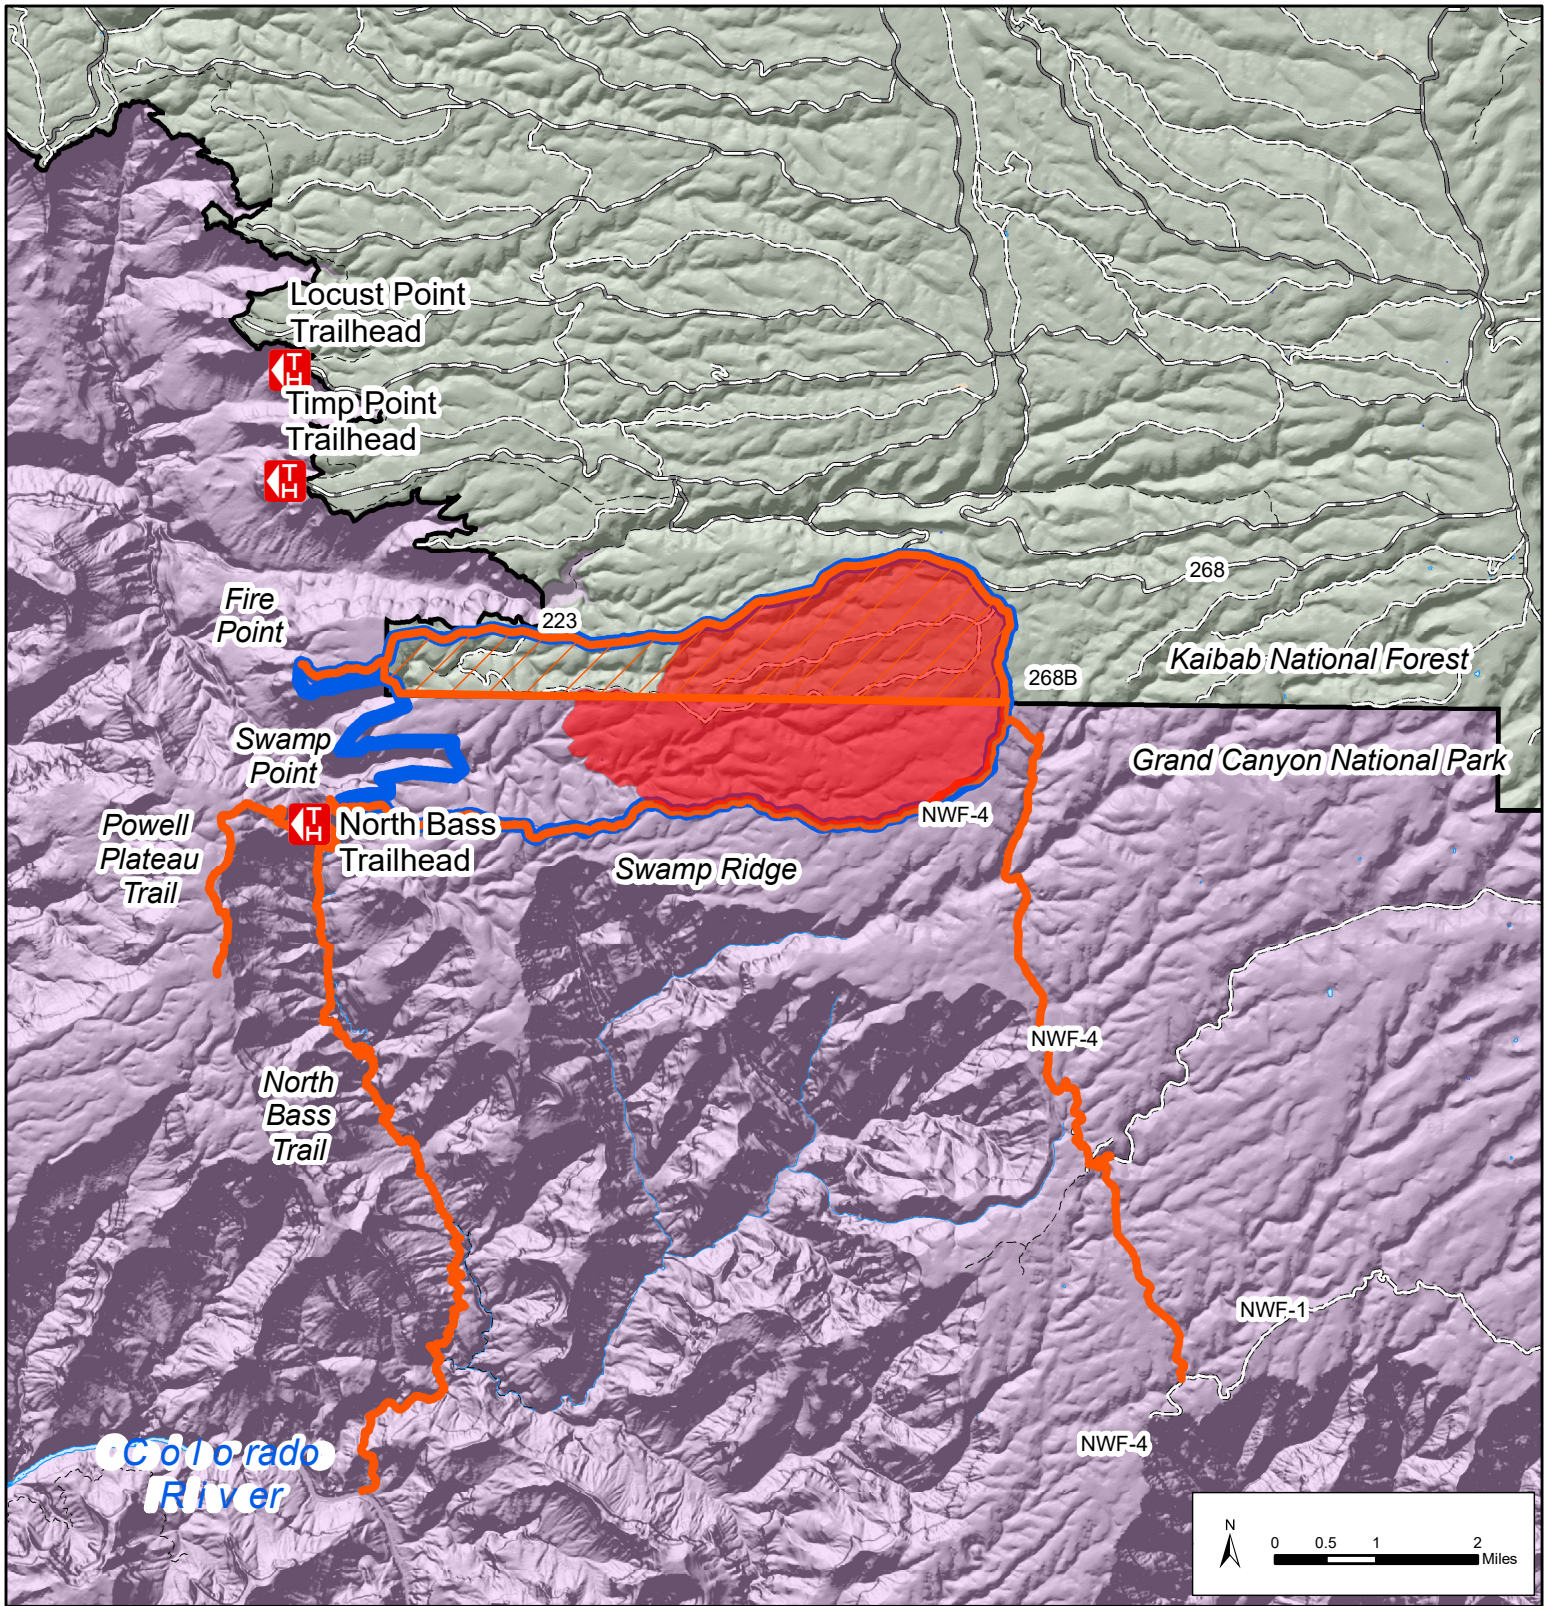 Locust Point
Trailhead
T
H
Timp Point
Trailhead
T
H
268
Fire
Point
223
Kaibab National Forest
268B
Swamp
Point
Grand Canyon National Park
T
H
North Bass
Trailhead
NWF-4
Powell
Plateau
Trail
Swamp Ridge
NWF-4
North
Bass
Trail
NWF-1
NWF-4
Colorado
River
N
0 0.5 1 2
Miles